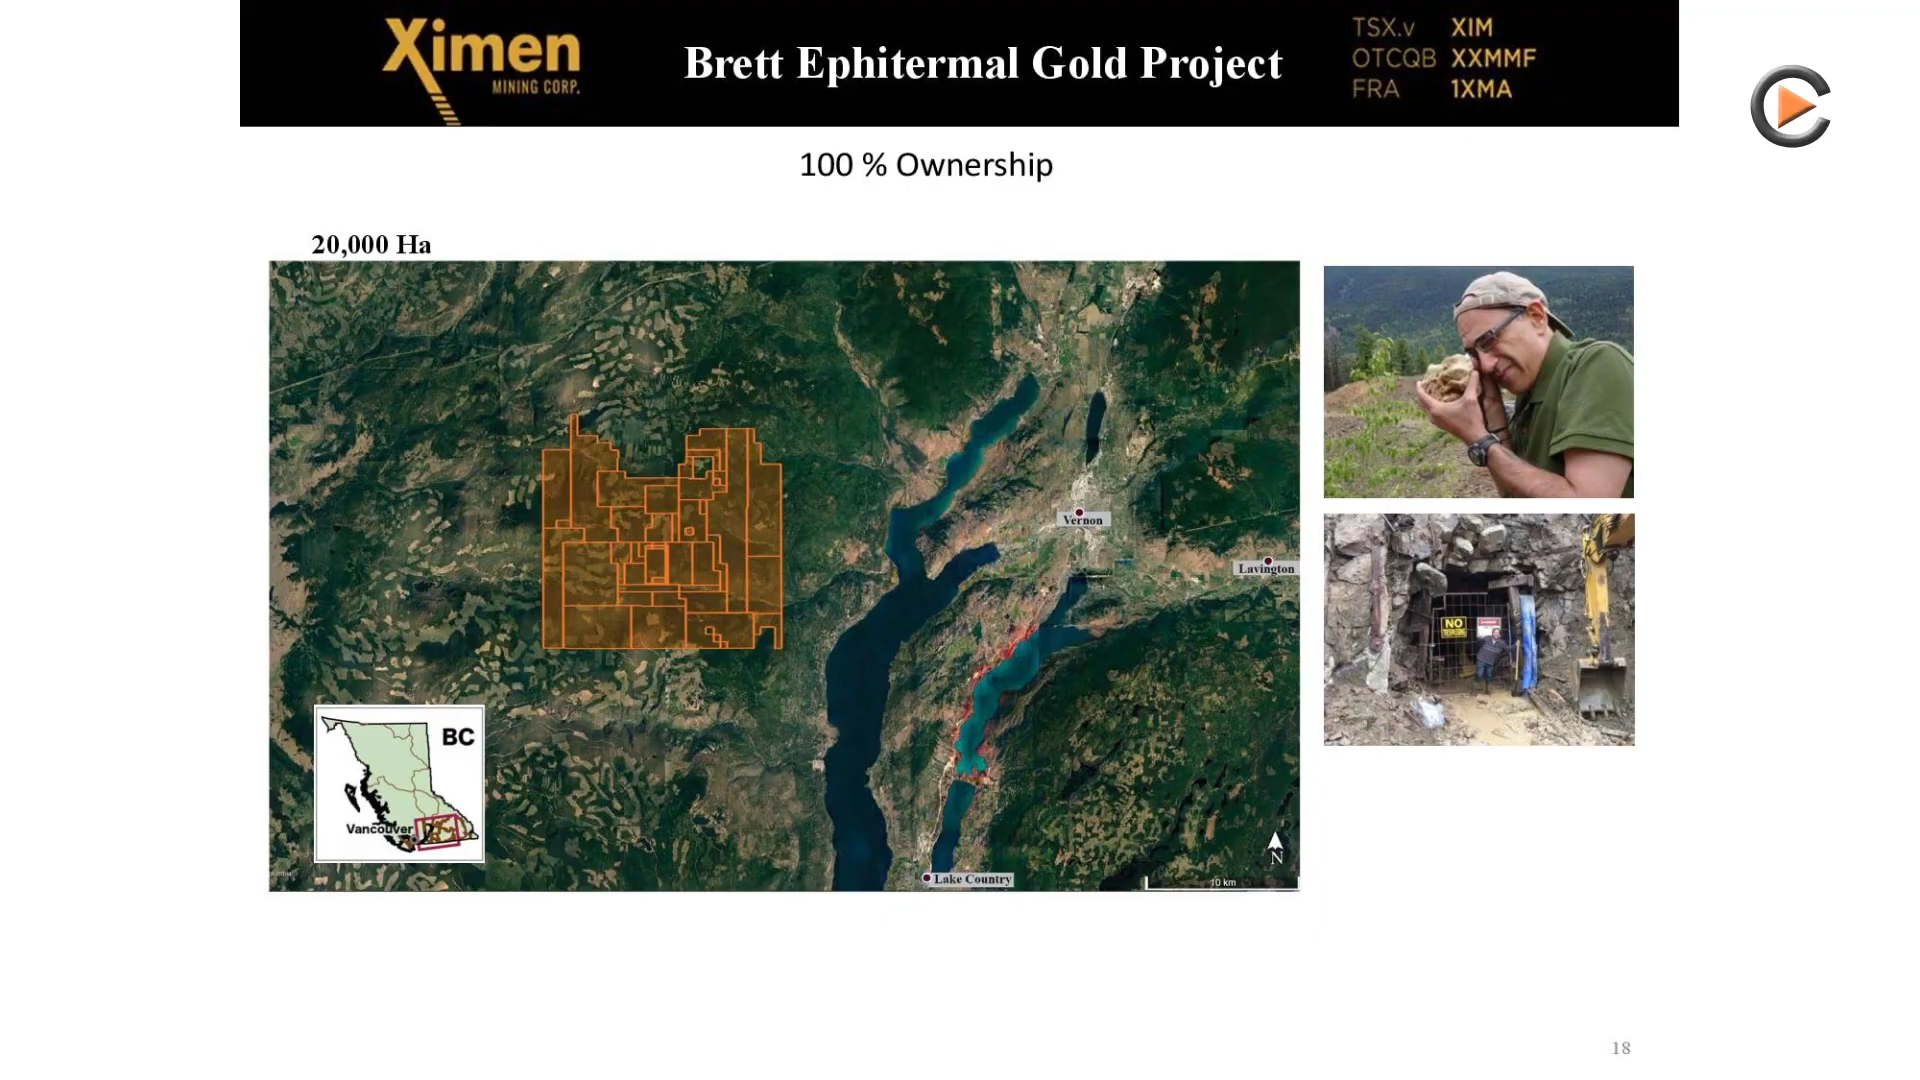 Ximen
MINING CORP.
Brett Ephitermal Gold Project
TSX.v XIM
OTCQB XXMMF
FRA 1XMA
100 % Ownership
20,000 Ha
Vernon
Lavington
BC
Vancouver
Lake Country
N
10 km
NO
18